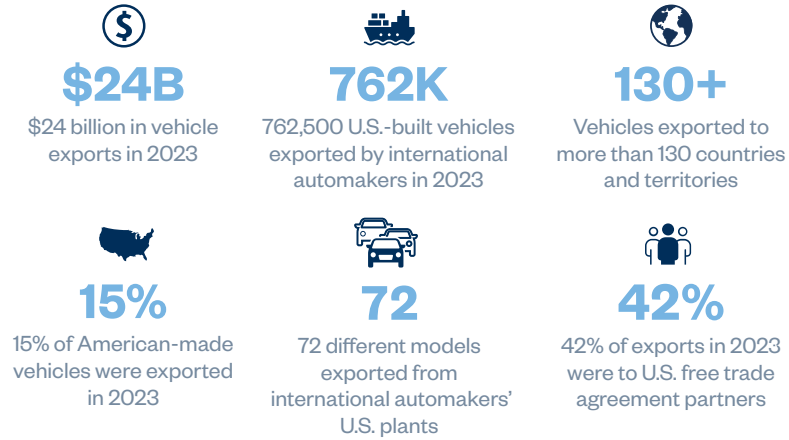 $
$24B
$24 billion in vehicle
exports in 2023
762K
762,500 U.S.-built vehicles
exported by international
automakers in 2023
130+
Vehicles exported to
more than 130 countries
and territories
15%
15% of American-made
vehicles were exported
in 2023
72
72 different models
exported from
international automakers’
U.S. plants
42%
42% of exports in 2023
were to U.S. free trade
agreement partners